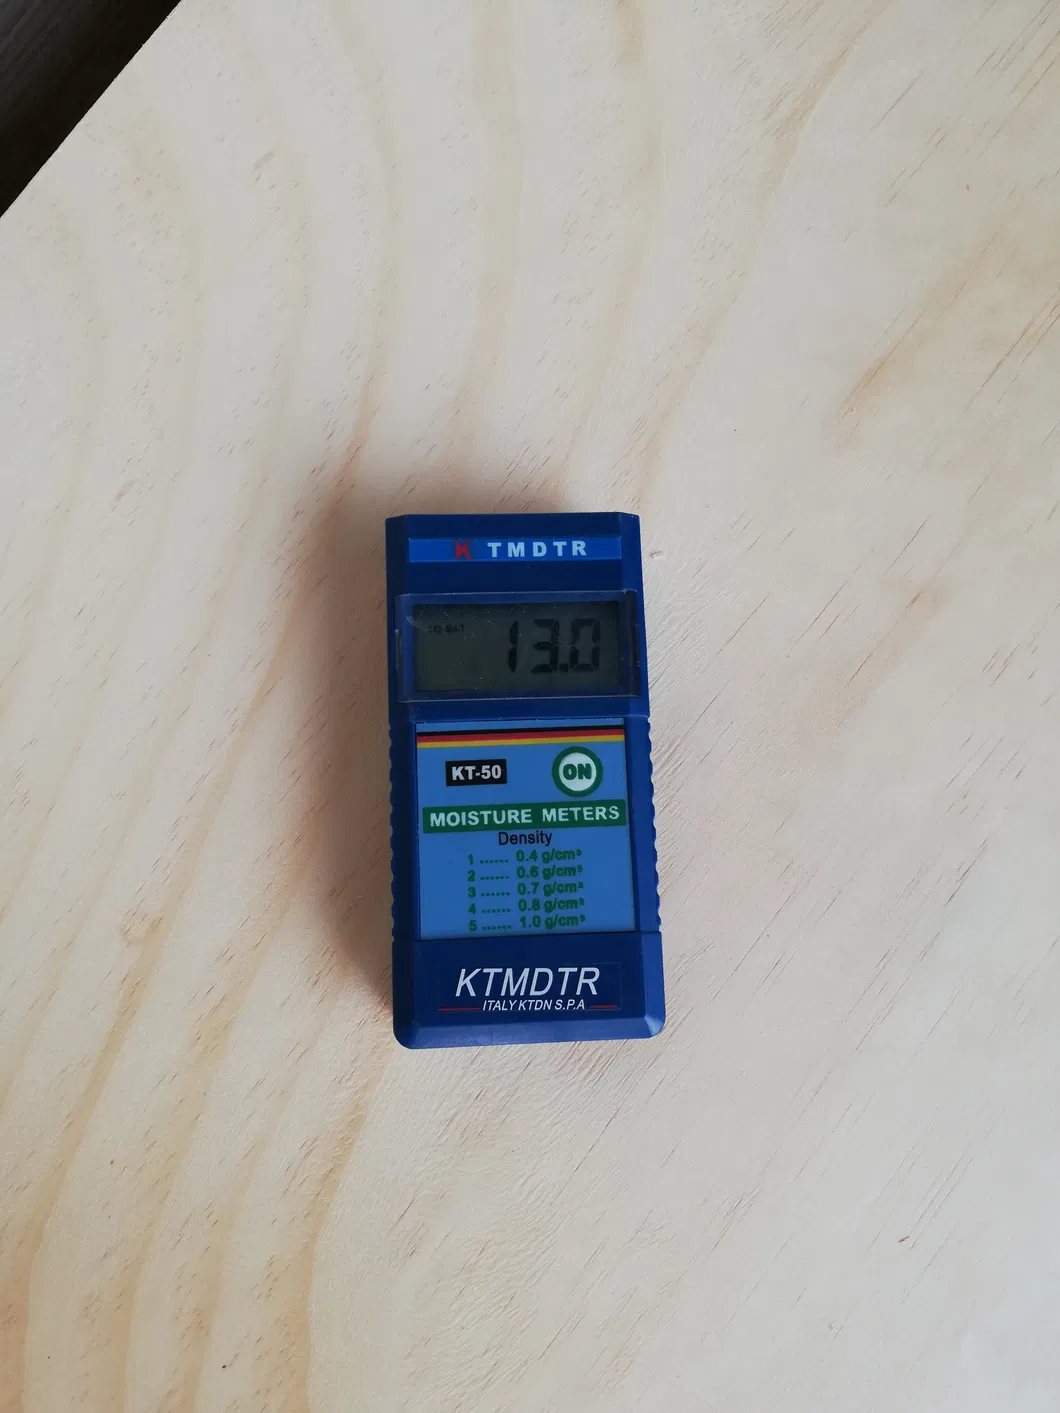 K TMDTR
LO BAT
13.0
KT-50
ON
MOISTURE METERS
Density
1 ...... 0.4 g/cm³
2 ...... 0.6 g/cm³
3 ...... 0.7 g/cm³
4 ...... 0.8 g/cm³
5 ...... 1.0 g/cm³
KTMDTR
ITALY KTDN S.P.A